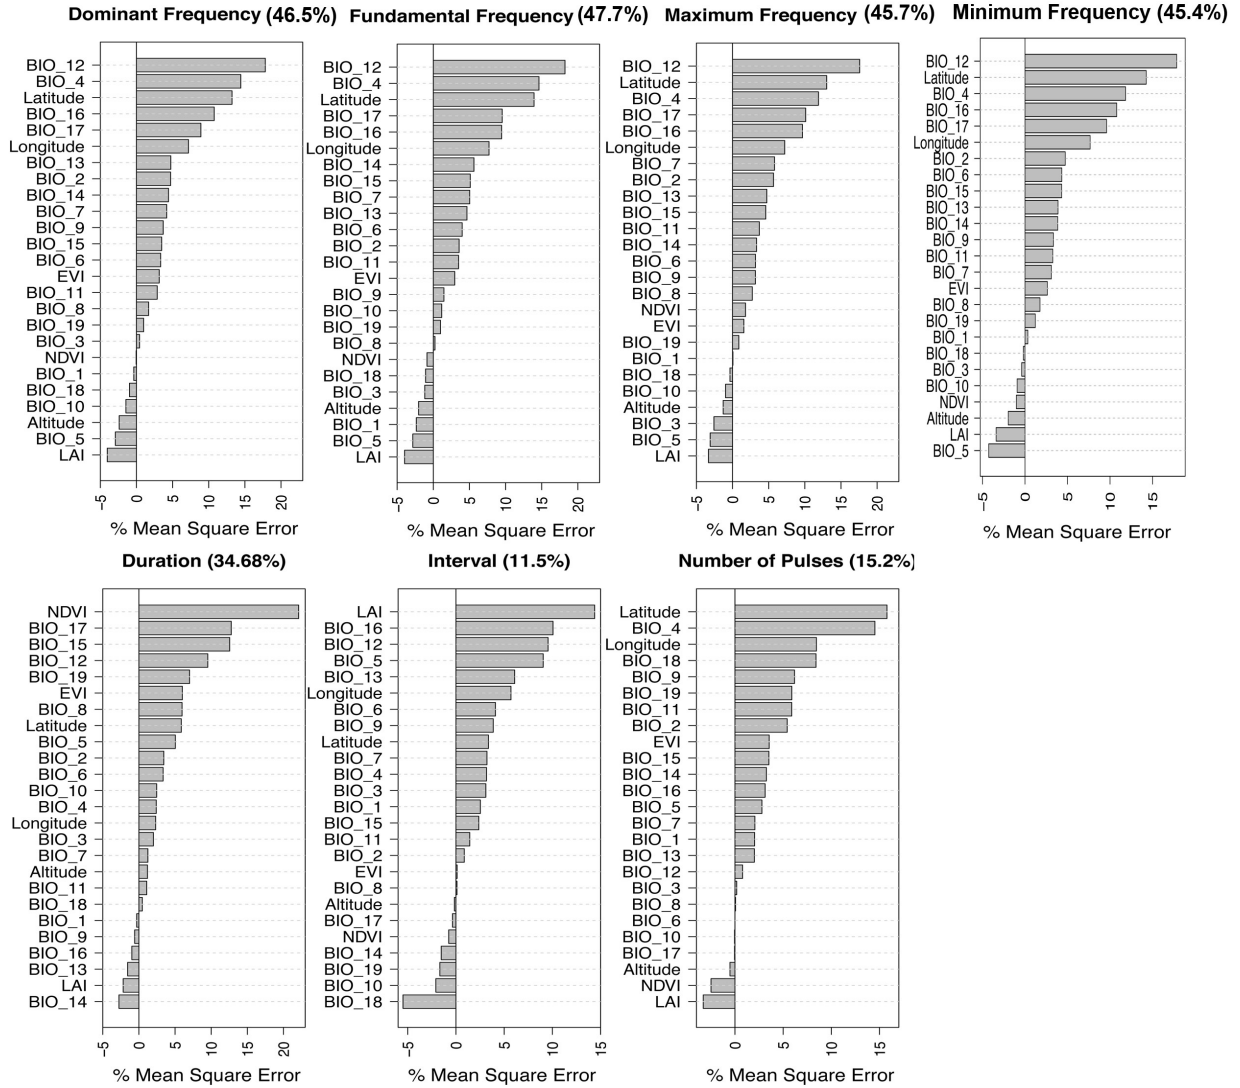 Dominant Frequency (46.5%)
BIO_12
BIO_4
Latitude
BIO_16
BIO_17
Longitude
BIO_13
BIO_2
BIO_14
BIO_7
BIO_9
BIO_15
BIO_6
EVI
BIO_11
BIO_8
BIO_19
BIO_3
NDVI
BIO_1
BIO_18
BIO_10
Altitude
BIO_5
LAI
-5 0 5 10 15 20
% Mean Square Error
Fundamental Frequency (47.7%)
BIO_12
BIO_4
Latitude
BIO_17
BIO_16
Longitude
BIO_14
BIO_15
BIO_7
BIO_13
BIO_6
BIO_2
BIO_11
EVI
BIO_9
BIO_10
BIO_19
BIO_8
NDVI
BIO_18
BIO_3
Altitude
BIO_1
BIO_5
LAI
-5 0 5 10 15 20
% Mean Square Error
Maximum Frequency (45.7%)
BIO_12
Latitude
BIO_4
BIO_17
BIO_16
Longitude
BIO_7
BIO_2
BIO_13
BIO_15
BIO_11
BIO_14
BIO_6
BIO_9
BIO_8
NDVI
EVI
BIO_19
BIO_1
BIO_18
BIO_10
Altitude
BIO_3
BIO_5
LAI
-5 0 5 10 15 20
% Mean Square Error
Minimum Frequency (45.4%)
BIO_12
Latitude
BIO_4
BIO_16
BIO_17
Longitude
BIO_2
BIO_6
BIO_15
BIO_13
BIO_14
BIO_9
BIO_11
BIO_7
EVI
BIO_8
BIO_19
BIO_1
BIO_18
BIO_3
BIO_10
NDVI
Altitude
LAI
BIO_5
-5 0 5 10 15
% Mean Square Error
Duration (34.68%)
NDVI
BIO_17
BIO_15
BIO_12
BIO_19
EVI
BIO_8
Latitude
BIO_5
BIO_2
BIO_6
BIO_10
BIO_4
Longitude
BIO_3
BIO_7
Altitude
BIO_11
BIO_18
BIO_1
BIO_9
BIO_16
BIO_13
LAI
BIO_14
-5 0 5 10 15 20
% Mean Square Error
Interval (11.5%)
LAI
BIO_16
BIO_12
BIO_5
BIO_13
Longitude
BIO_6
BIO_9
Latitude
BIO_7
BIO_4
BIO_3
BIO_1
BIO_15
BIO_11
BIO_2
EVI
BIO_8
Altitude
BIO_17
NDVI
BIO_14
BIO_19
BIO_10
BIO_18
-5 0 5 10 15
% Mean Square Error
Number of Pulses (15.2%)
Latitude
BIO_4
Longitude
BIO_18
BIO_9
BIO_19
BIO_11
BIO_2
EVI
BIO_15
BIO_14
BIO_16
BIO_5
BIO_7
BIO_1
BIO_13
BIO_12
BIO_3
BIO_8
BIO_6
BIO_10
BIO_17
Altitude
NDVI
LAI
0 5 10 15
% Mean Square Error